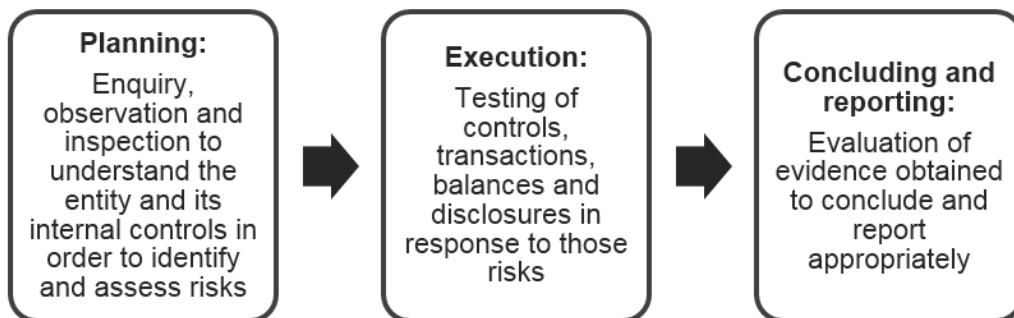 Planning:
Enquiry,
observation and
inspection to
understand the
entity and its
internal controls in
order to identify
and assess risks
Execution:
Testing of
controls,
transactions,
balances and
disclosures in
response to those
risks
Concluding and
reporting:
Evaluation of
evidence obtained
to conclude and
report
appropriately